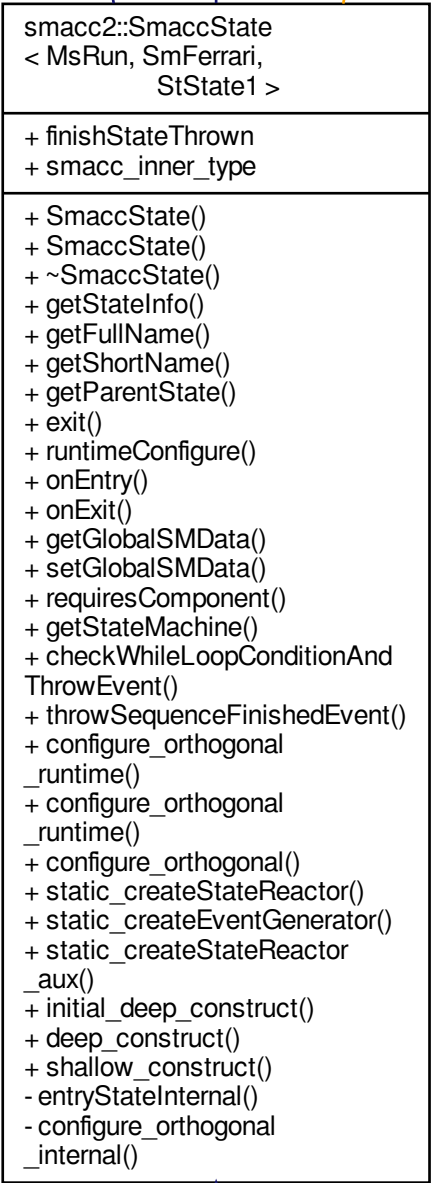 smacc2::SmaccState
< MsRun, SmFerrari,
StState1 >
+ finishStateThrown
+ smacc_inner_type
+ SmaccState()
+ SmaccState()
+ ~SmaccState()
+ getStateInfo()
+ getFullName()
+ getShortName()
+ getParentState()
+ exit()
+ runtimeConfigure()
+ onEntry()
+ onExit()
+ getGlobalSMData()
+ setGlobalSMData()
+ requiresComponent()
+ getStateMachine()
+ checkWhileLoopConditionAnd
ThrowEvent()
+ throwSequenceFinishedEvent()
+ configure_orthogonal
_runtime()
+ configure_orthogonal
_runtime()
+ configure_orthogonal()
+ static_createStateReactor()
+ static_createEventGenerator()
+ static_createStateReactor
_aux()
+ initial_deep_construct()
+ deep_construct()
+ shallow_construct()
- entryStateInternal()
- configure_orthogonal
_internal()